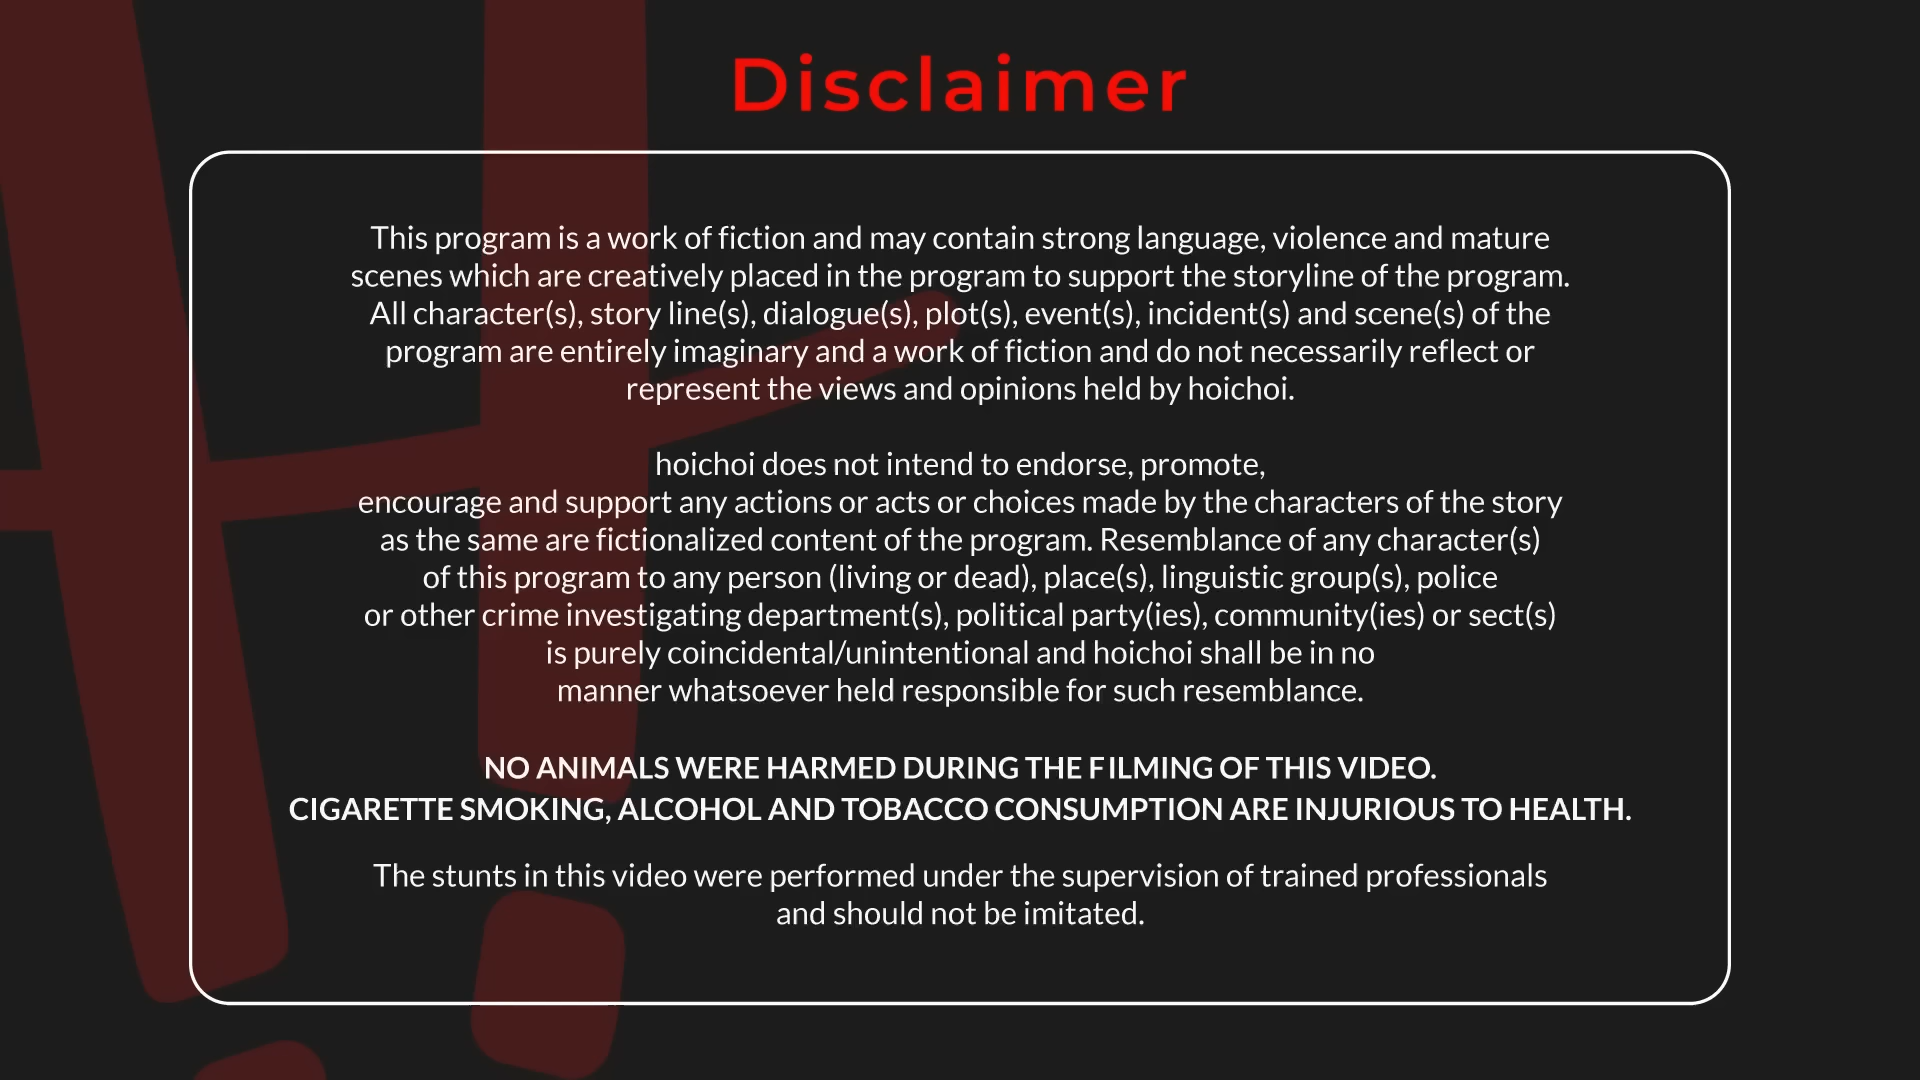 Disclaimer
This program is a work of fiction and may contain strong language, violence and mature
scenes which are creatively placed in the program to support the storyline of the program.
All character(s), story line(s), dialogue(s), plot(s), event(s), incident(s) and scene(s) of the
program are entirely imaginary and a work of fiction and do not necessarily reflect or
represent the views and opinions held by hoichoi.
hoichoi does not intend to endorse, promote,
encourage and support any actions or acts or choices made by the characters of the story
as the same are fictionalized content of the program. Resemblance of any character(s)
of this program to any person (living or dead), place(s), linguistic group(s), police
or other crime investigating department(s), political party(ies), community(ies) or sect(s)
is purely coincidental/unintentional and hoichoi shall be in no
manner whatsoever held responsible for such resemblance.
NO ANIMALS WERE HARMED DURING THE FILMING OF THIS VIDEO.
CIGARETTE SMOKING, ALCOHOL AND TOBACCO CONSUMPTION ARE INJURIOUS TO HEALTH.
The stunts in this video were performed under the supervision of trained professionals
and should not be imitated.